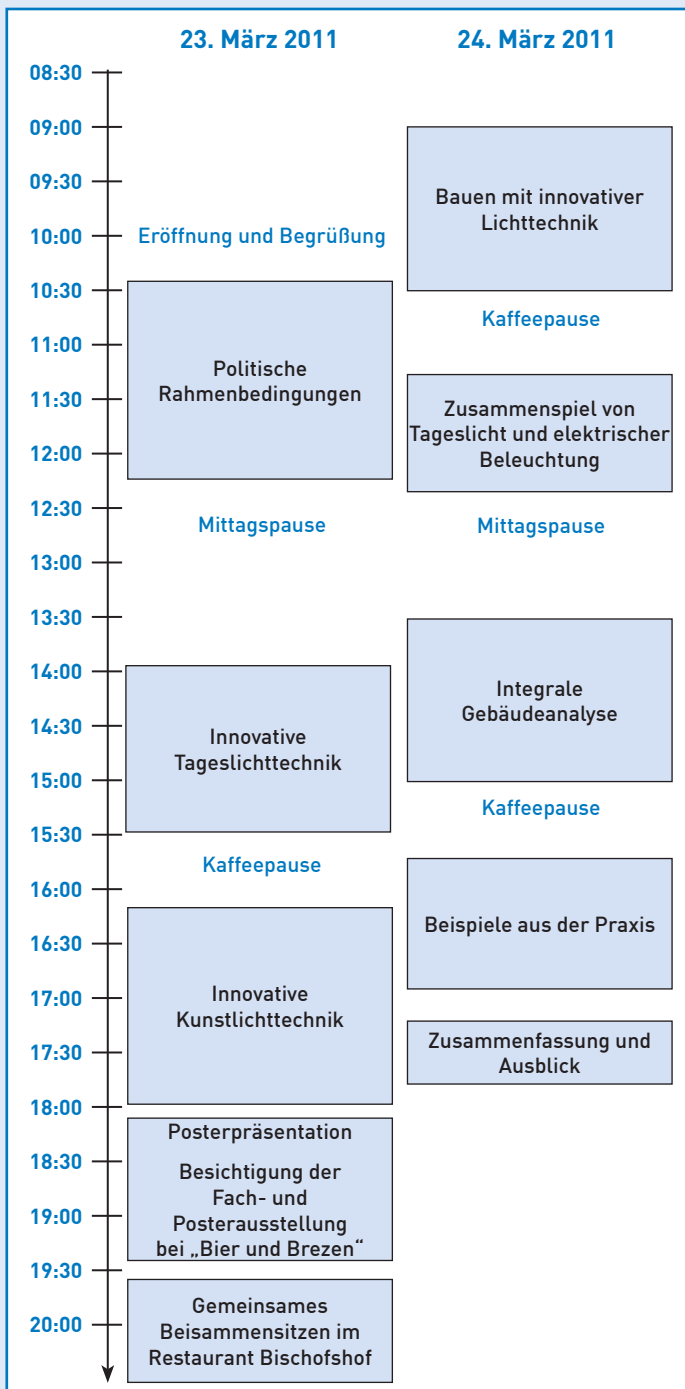 23. März 2011
24. März 2011
08:30
09:00
09:30
10:00
10:30
11:00
11:30
12:00
12:30
13:00
13:30
14:00
14:30
15:00
15:30
16:00
16:30
17:00
17:30
18:00
18:30
19:00
19:30
20:00
Eröffnung und Begrüßung
Politische
Rahmenbedingungen
Mittagspause
Innovative
Tageslichttechnik
Kaffeepause
Innovative
Kunstlichttechnik
Posterpräsentation
Besichtigung der
Fach- und
Posterausstellung
bei „Bier und Brezen“
Gemeinsames
Beisammensitzen im
Restaurant Bischofshof
Bauen mit innovativer
Lichttechnik
Kaffeepause
Zusammenspiel von
Tageslicht und elektrischer
Beleuchtung
Mittagspause
Integrale
Gebäudeanalyse
Kaffeepause
Beispiele aus der Praxis
Zusammenfassung und
Ausblick